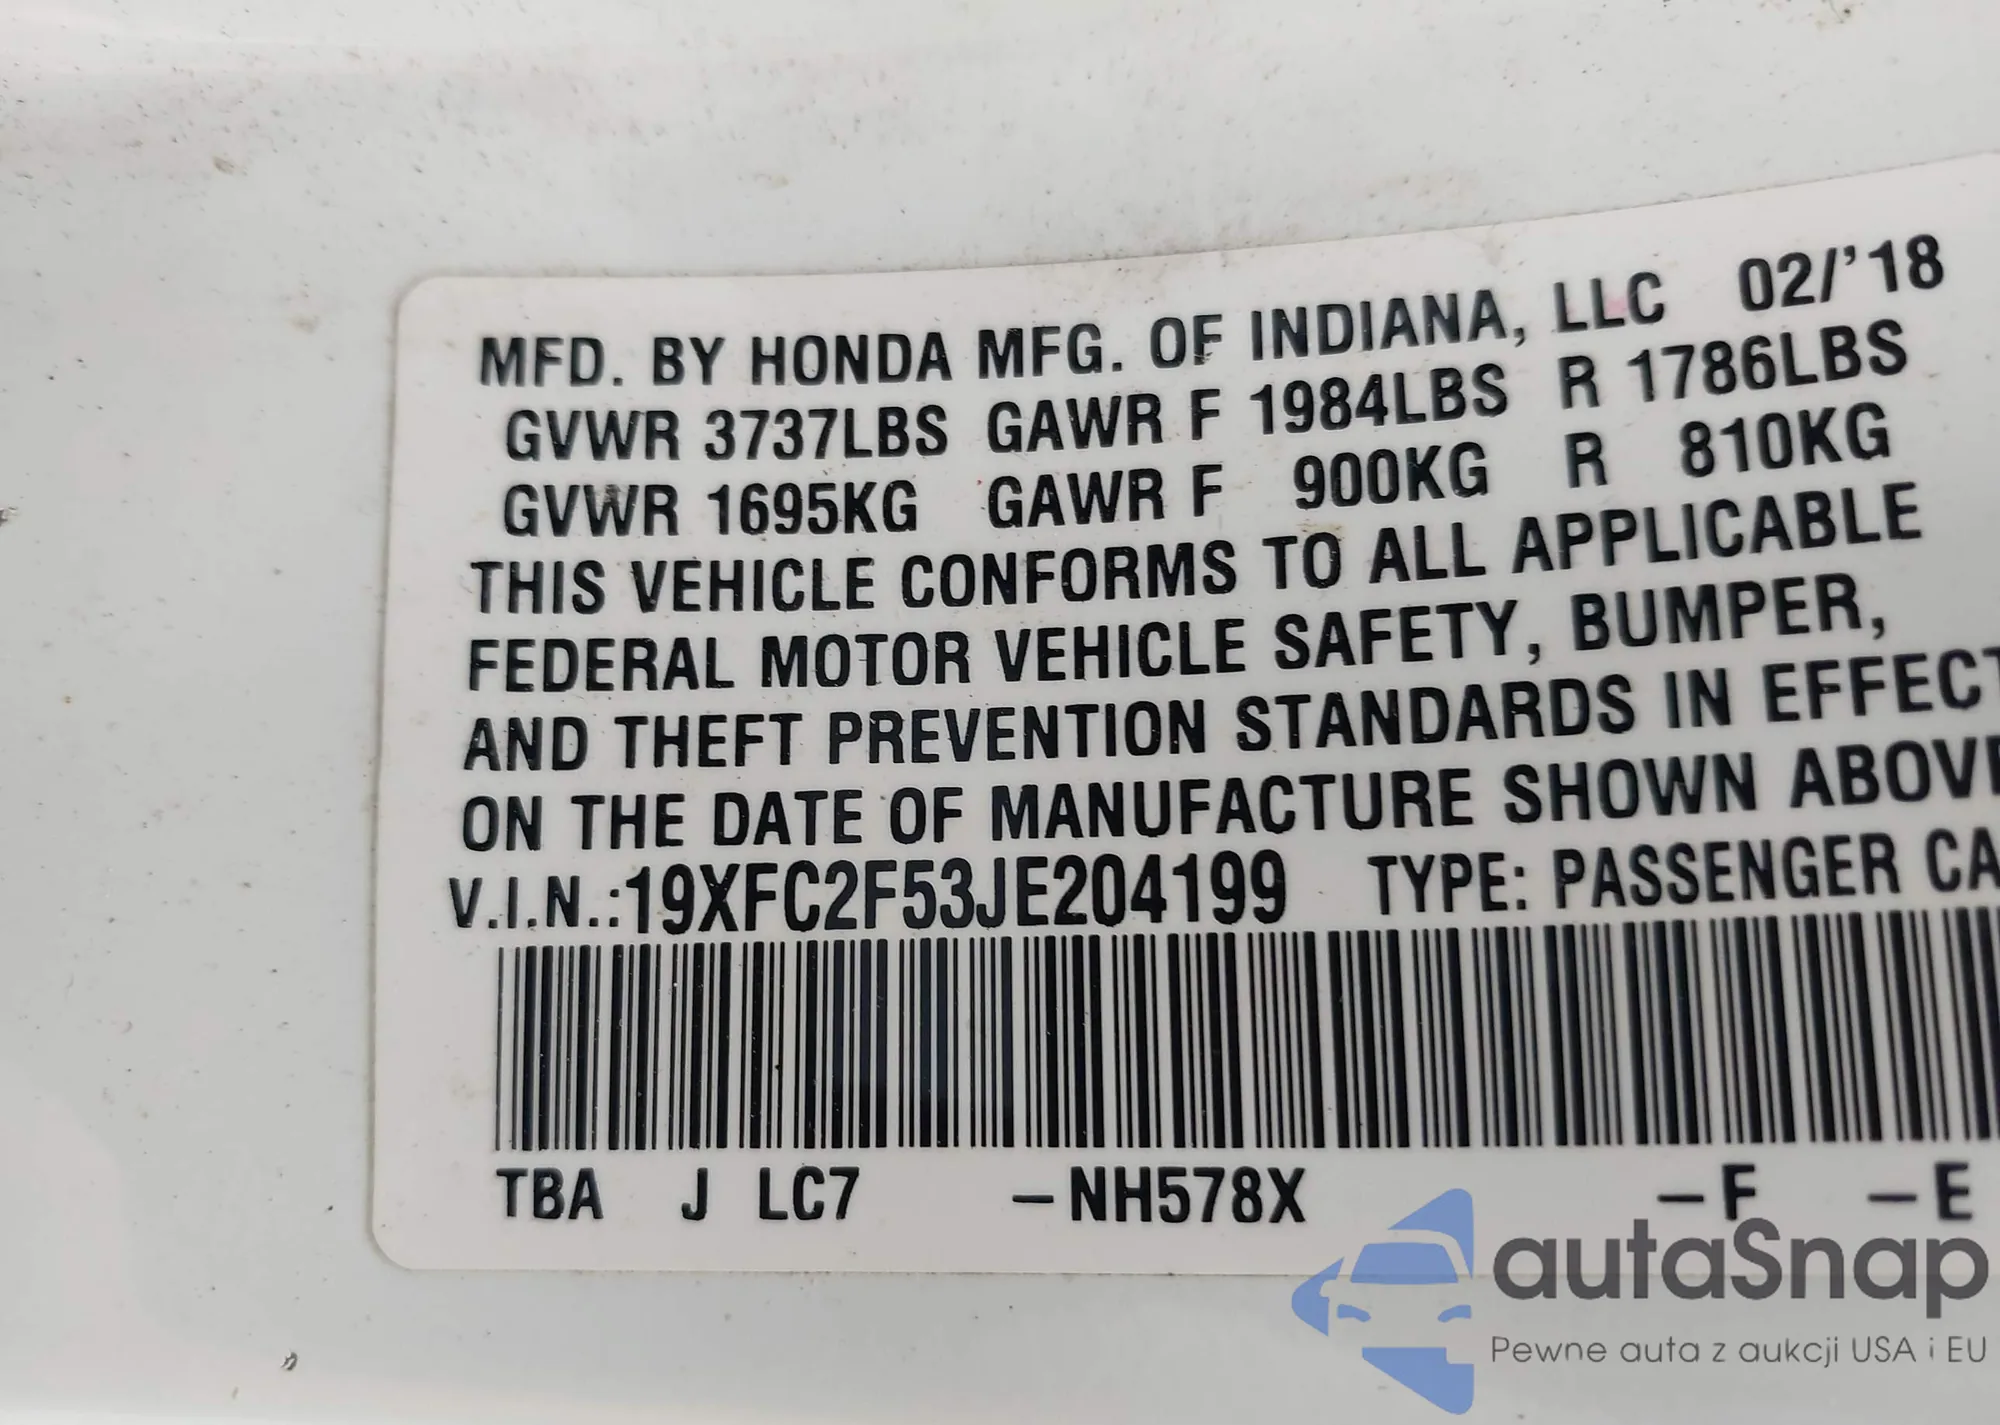 MFD. BY HONDA MFG. OF INDIANA, LLC 02/'18
GVWR 3737LBS GAWR F 1984LBS R 1786LBS
GVWR 1695KG GAWR F 900KG R 810KG
THIS VEHICLE CONFORMS TO ALL APPLICABLE
FEDERAL MOTOR VEHICLE SAFETY, BUMPER,
AND THEFT PREVENTION STANDARDS IN EFFECT
ON THE DATE OF MANUFACTURE SHOWN ABOVE
V.I.N.:19XFC2F53JE204199 TYPE: PASSENGER CA
TBA J LC7 -NH578X -F -E
autaSnap
Pewne auta z aukcji USA i EU